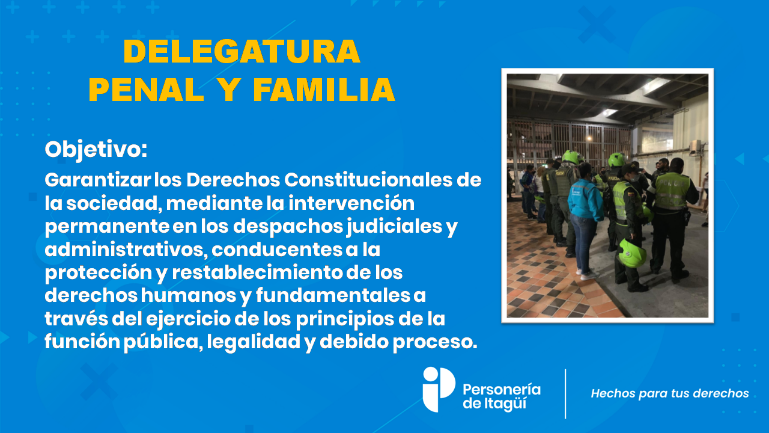 DELEGATURA
PENAL Y FAMILIA
Objetivo:
Garantizar los Derechos Constitucionales de
la sociedad, mediante la intervención
permanente en los despachos judiciales y
administrativos, conducentes a la
protección y restablecimiento de los
derechos humanos y fundamentales a
través del ejercicio de los principios de la
función pública, legalidad y debido proceso.
Personería
de Itagüí
Hechos para tus derechos